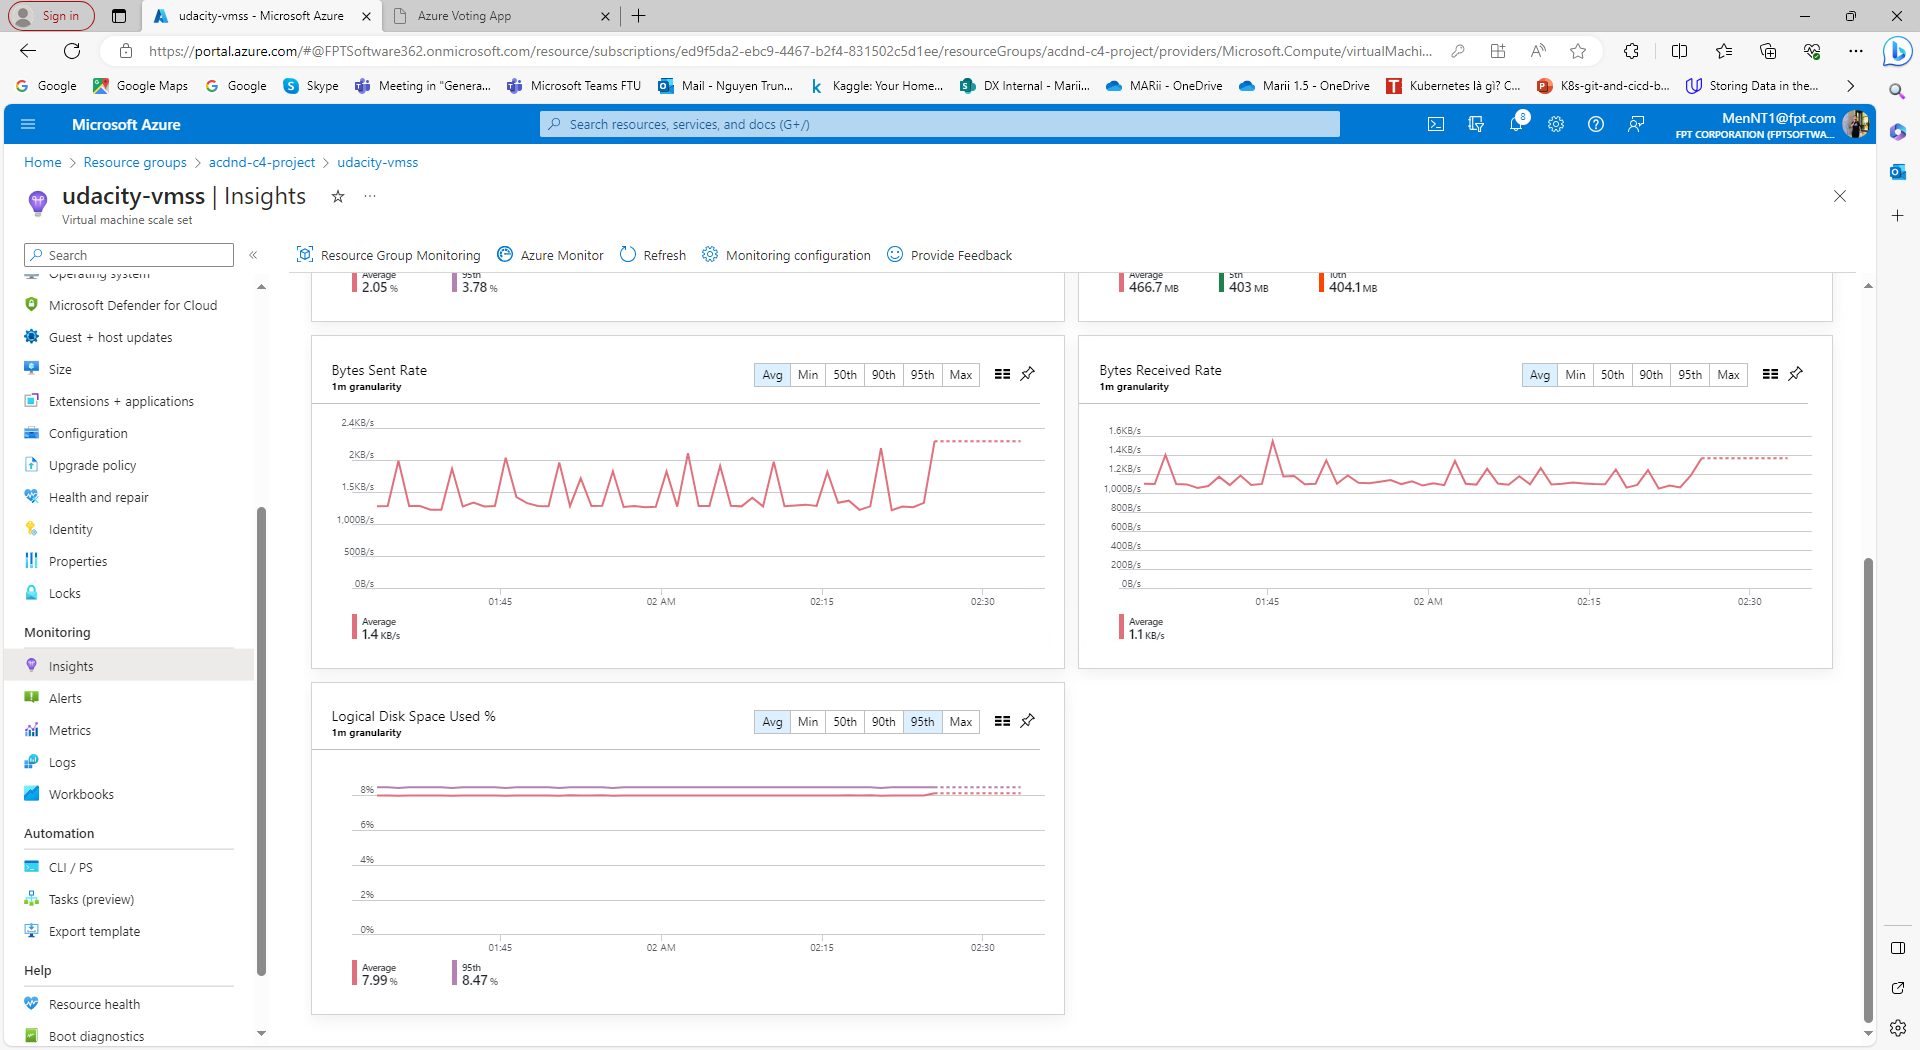 Sign in
udacity-vmss - Microsoft Azure
Azure Voting App
https://portal.azure.com/#@FPTSoftware362.onmicrosoft.com/resource/subscriptions/ed9f5da2-ebc9-4467-b2f4-831502c5d1ee/resourceGroups/acdnd-c4-project/providers/Microsoft.Compute/virtualMachi...
Google
Google Maps
Google
Skype
Meeting in "Genera...
Microsoft Teams FTU
Mail - Nguyen Trun...
Kaggle: Your Home...
DX Internal - Marii...
MARii - OneDrive
Marii 1.5 - OneDrive
Kubernetes là gì? C...
K8s-git-and-cicd-b...
Storing Data in the...
Microsoft Azure
Search resources, services, and docs (G+/)
8
MenNT1@fpt.com
FPT CORPORATION (FPTSOFTWA...
Home > Resource groups > acdnd-c4-project > udacity-vmss
udacity-vmss | Insights
Virtual machine scale set
Search
Resource Group Monitoring
Azure Monitor
Refresh
Monitoring configuration
Provide Feedback
Operating system
Microsoft Defender for Cloud
Guest + host updates
Size
Extensions + applications
Configuration
Upgrade policy
Health and repair
Identity
Properties
Locks
Monitoring
Insights
Alerts
Metrics
Logs
Workbooks
Automation
CLI / PS
Tasks (preview)
Export template
Help
Resource health
Boot diagnostics
Average
2.05 %
95th
3.78 %
Average
466.7 MB
5th
403 MB
10th
404.1 MB
Bytes Sent Rate
1m granularity
Avg Min 50th 90th 95th Max
2.4KB/s
2KB/s
1.5KB/s
1,000B/s
500B/s
0B/s
01:45 02 AM 02:15 02:30
Average
1.4 KB/s
Bytes Received Rate
1m granularity
Avg Min 50th 90th 95th Max
1.6KB/s
1.4KB/s
1.2KB/s
1,000B/s
800B/s
600B/s
400B/s
200B/s
0B/s
01:45 02 AM 02:15 02:30
Average
1.1 KB/s
Logical Disk Space Used %
1m granularity
Avg Min 50th 90th 95th Max
8%
6%
4%
2%
0%
01:45 02 AM 02:15 02:30
Average
7.99 %
95th
8.47 %